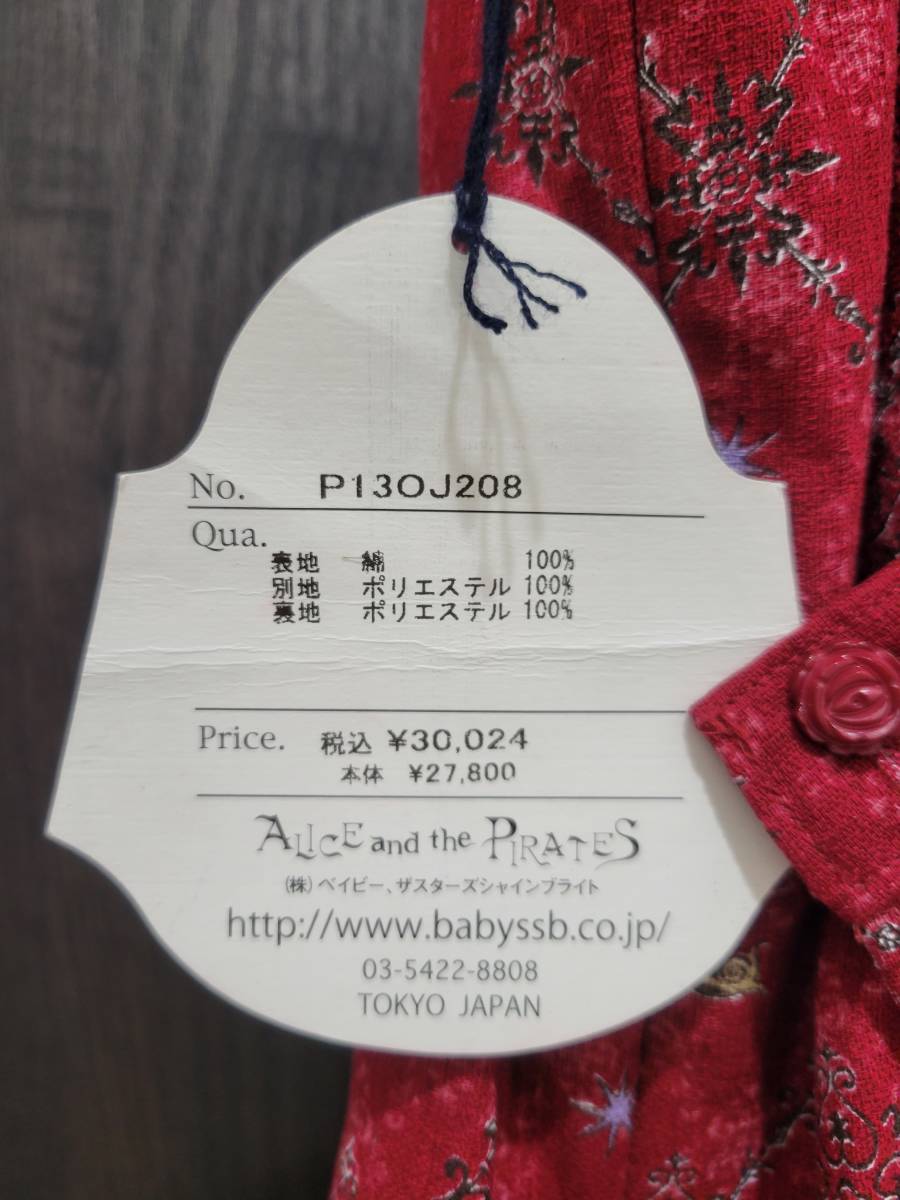 No. P13OJ208
Qua.
表地 綿 100%
別地 ポリエステル 100%
裏地 ポリエステル 100%
Price. 税込 ¥30,024
本体 ¥27,800
ALICE and the PIRATES
(株)ベイビー、ザスターズシャインブライト
http://www.babyssb.co.jp/
03-5422-8808
TOKYO JAPAN